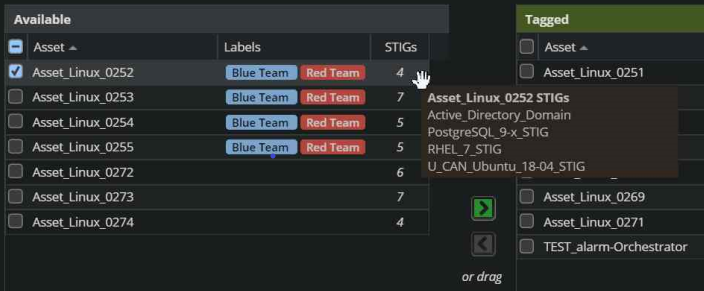 Available
Asset Labels STIGs
Asset_Linux_0252 Blue Team Red Team 4
Asset_Linux_0253 Blue Team Red Team 7
Asset_Linux_0254 Blue Team Red Team 5
Asset_Linux_0255 Blue Team Red Team 5
Asset_Linux_0272 6
Asset_Linux_0273 7
Asset_Linux_0274 4
Asset_Linux_0252 STIGs
Active_Directory_Domain
PostgreSQL_9-x_STIG
RHEL_7_STIG
U_CAN_Ubuntu_18-04_STIG
or drag
Tagged
Asset
Asset_Linux_0251
Asset_Linux_0269
Asset_Linux_0271
TEST_alarm-Orchestrator